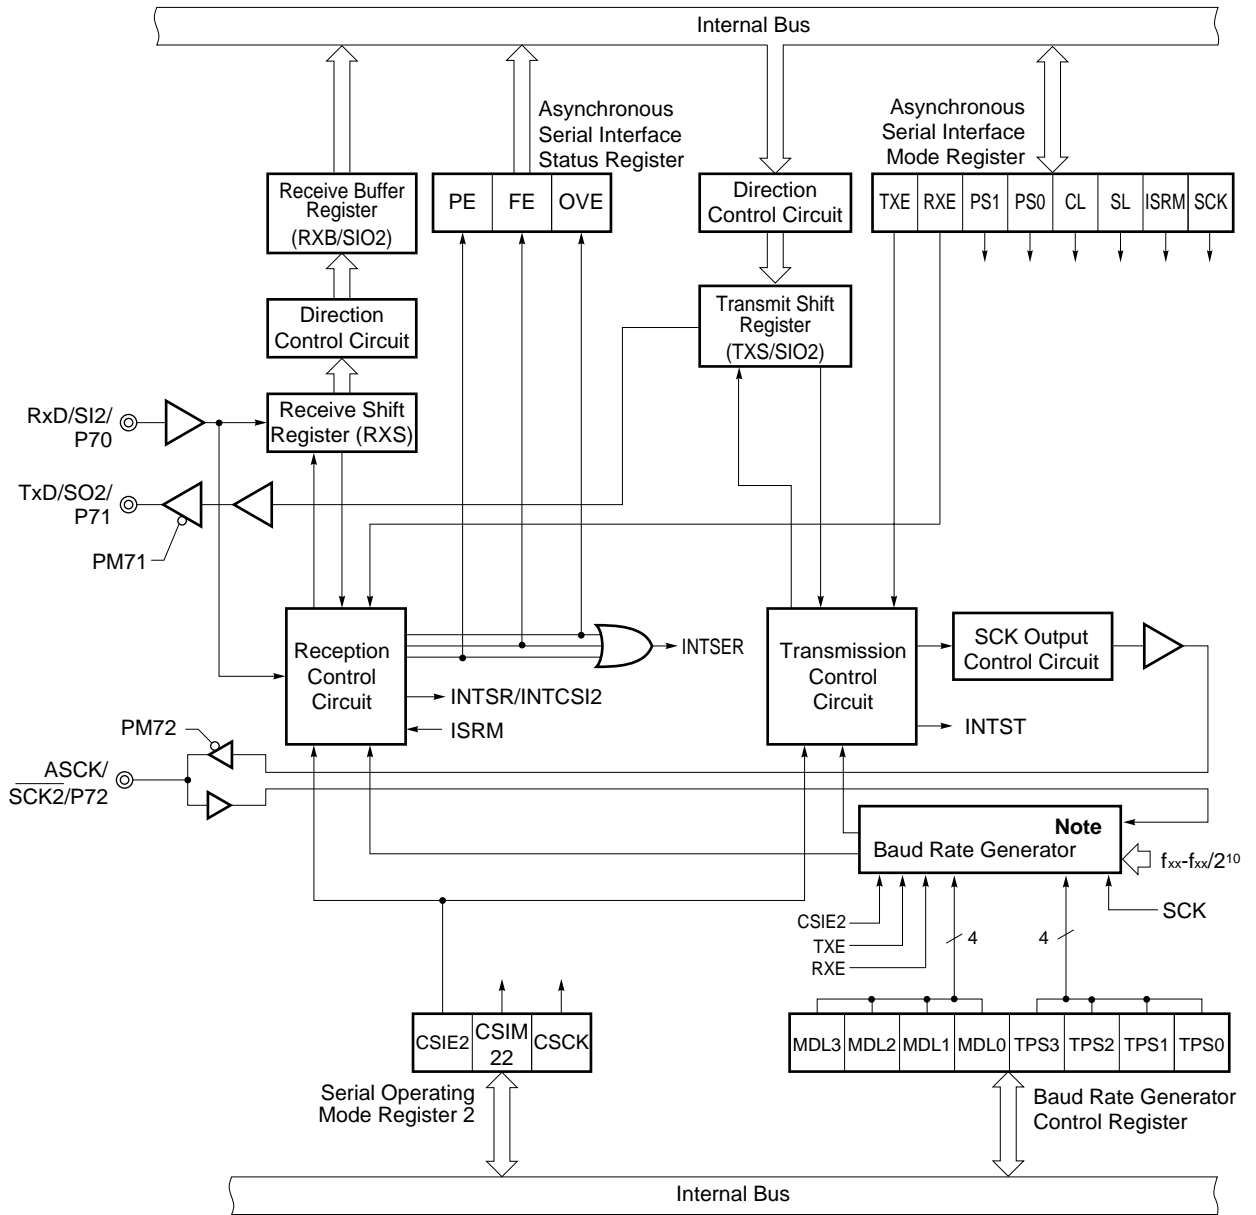 Internal Bus
Asynchronous
Serial Interface
Status Register
Asynchronous
Serial Interface
Mode Register
Receive Buffer
Register
(RXB/SIO2)
PE FE OVE
Direction
Control Circuit
TXE RXE PS1 PS0 CL SL ISRM SCK
Direction
Control Circuit
Transmit Shift
Register
(TXS/SIO2)
RxD/SI2/
P70
Receive Shift
Register (RXS)
TxD/SO2/
P71
PM71
Reception
Control
Circuit
INTSER
INTSR/INTCSI2
ISRM
Transmission
Control
Circuit
SCK Output
Control Circuit
INTST
PM72
ASCK/
SCK2/P72
Note
Baud Rate Generator
fxx-fxx/2¹⁰
CSIE2
TXE
RXE
4
4
SCK
CSIE2 CSIM
22 CSCK
MDL3 MDL2 MDL1 MDL0 TPS3 TPS2 TPS1 TPS0
Serial Operating
Mode Register 2
Baud Rate Generator
Control Register
Internal Bus